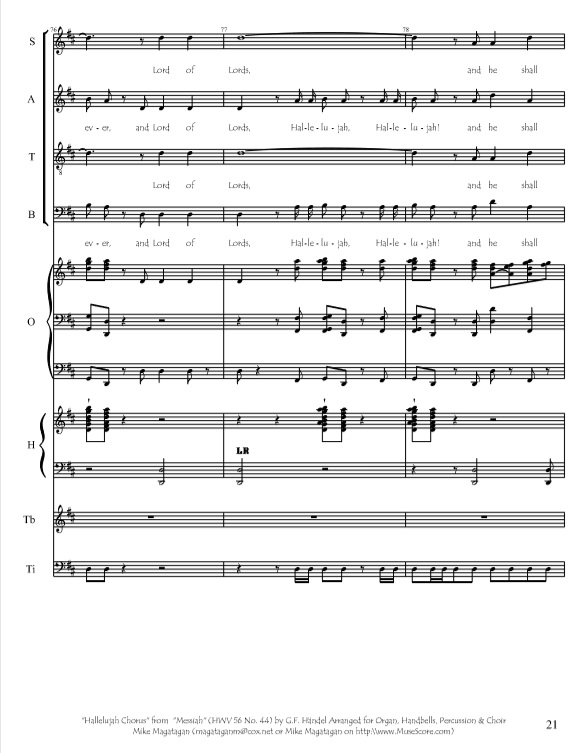 76 77 78
S
Lord of Lords, and he shall
A
ev - er, and Lord of Lords, Hal-le-lu-jah, Hal-le-lu-jah! and he shall
T
8
Lord of Lords, and he shall
B
ev - er, and Lord of Lords, Hal-le-lu-jah, Hal-le-lu-jah! and he shall
O
H
LR
Tb
Ti
"Hallelujah Chorus" from "Messiah" (HWV 56 No. 44) by G.F. Händel Arranged for Organ, Handbells, Percussion & Choir
Mike Magatagan (magataganm@cox.net or Mike Magatagan on http:\\www.MuseScore.com)
21